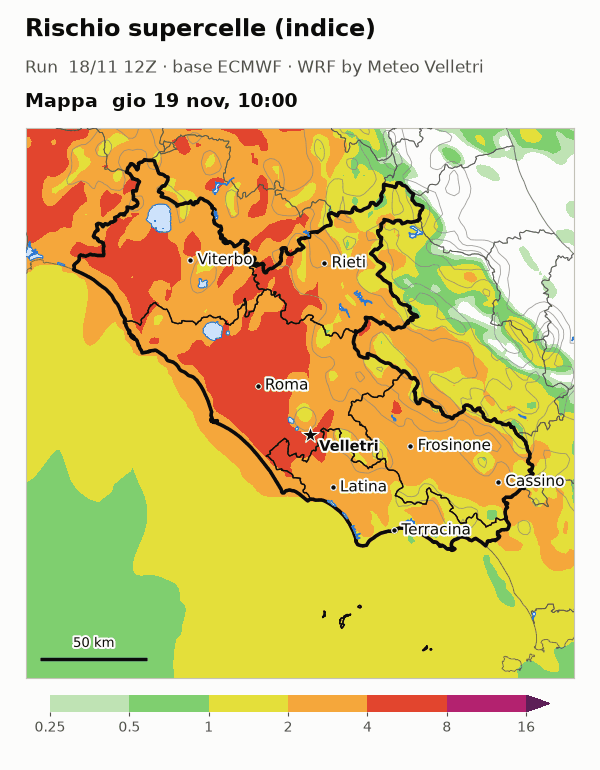 Rischio supercelle (indice)
Run  18/11 12Z · base ECMWF · WRF by Meteo Velletri
Mappa  gio 19 nov, 10:00
Viterbo
Rieti
Roma
Velletri
Frosinone
Cassino
Latina
Terracina
50 km
0.25 0.5 1 2 4 8 16